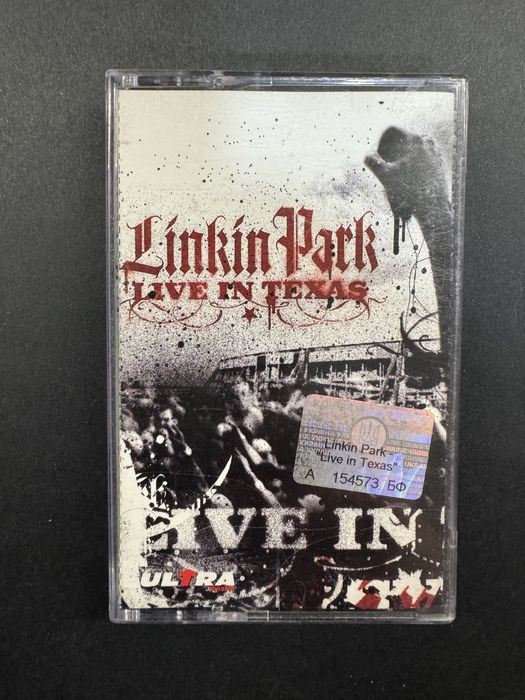 Linkin Park
LIVE IN TEXAS
Linkin Park -
"Live in Texas"
А 154573 БФ
LIVE IN
ULTRA